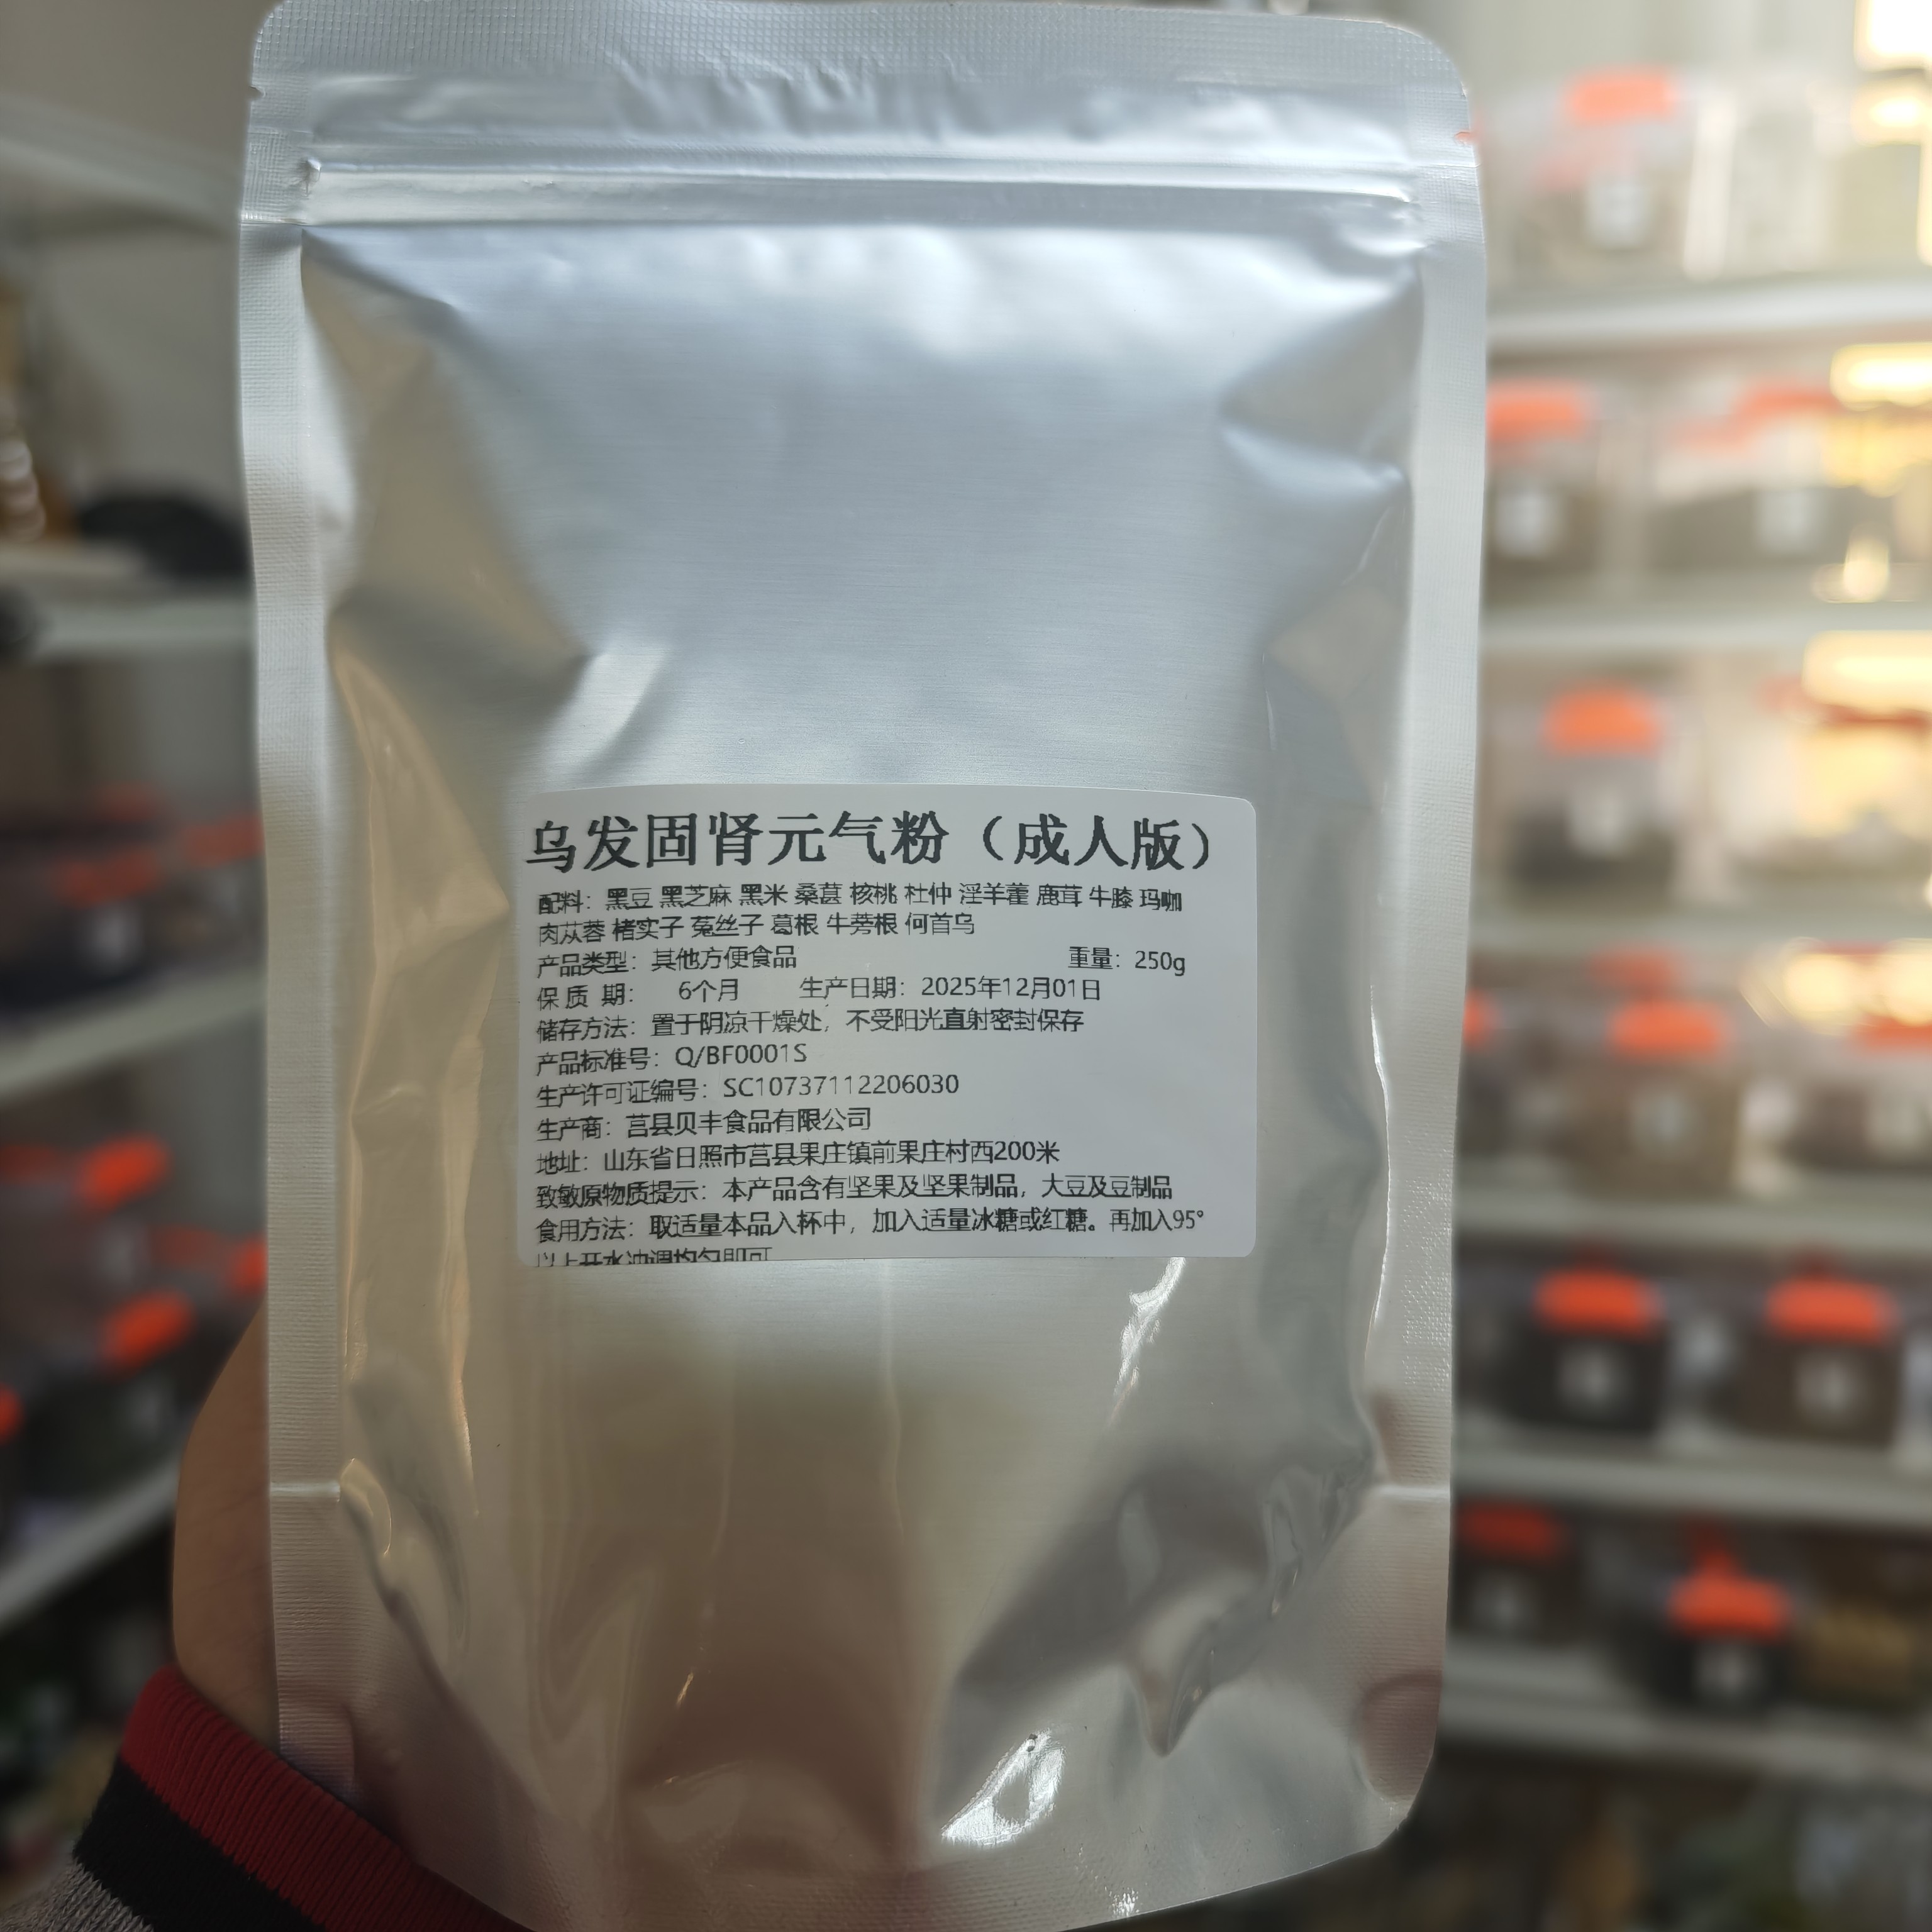 乌发固肾元气粉（成人版）
配料：黑豆 黑芝麻 黑米 桑葚 核桃 杜仲 淫羊藿 鹿茸 牛膝 玛咖
肉苁蓉 楮实子 菟丝子 葛根 牛蒡根 何首乌
产品类型：其他方便食品 重量：250g
保 质 期： 6个月 生产日期：2025年12月01日
储存方法：置于阴凉干燥处，不受阳光直射密封保存
产品标准号：Q/BF0001S
生产许可证编号：SC10737112206030
生产商：莒县贝丰食品有限公司
地址：山东省日照市莒县果庄镇前果庄村西200米
致敏原物质提示：本产品含有坚果及坚果制品，大豆及豆制品
食用方法：取适量本品入杯中，加入适量冰糖或红糖。再加入95°
以上开水冲调均匀即可